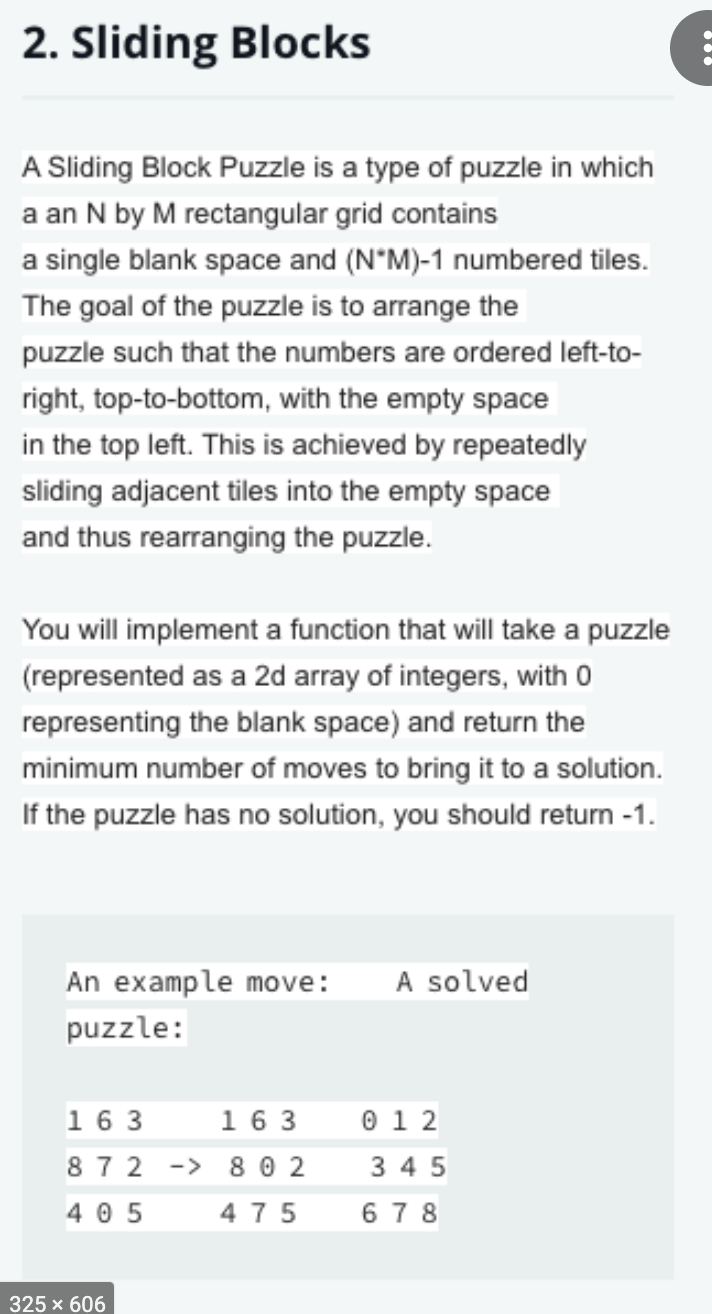 2. Sliding Blocks
A Sliding Block Puzzle is a type of puzzle in which
a an N by M rectangular grid contains
a single blank space and (N*M)-1 numbered tiles.
The goal of the puzzle is to arrange the
puzzle such that the numbers are ordered left-to-
right, top-to-bottom, with the empty space
in the top left. This is achieved by repeatedly
sliding adjacent tiles into the empty space
and thus rearranging the puzzle.
You will implement a function that will take a puzzle
(represented as a 2d array of integers, with 0
representing the blank space) and return the
minimum number of moves to bring it to a solution.
If the puzzle has no solution, you should return -1.
An example move:    A solved
puzzle:
1 6 3     1 6 3    0 1 2
8 7 2 -> 8 0 2    3 4 5
4 0 5     4 7 5    6 7 8
325 × 606